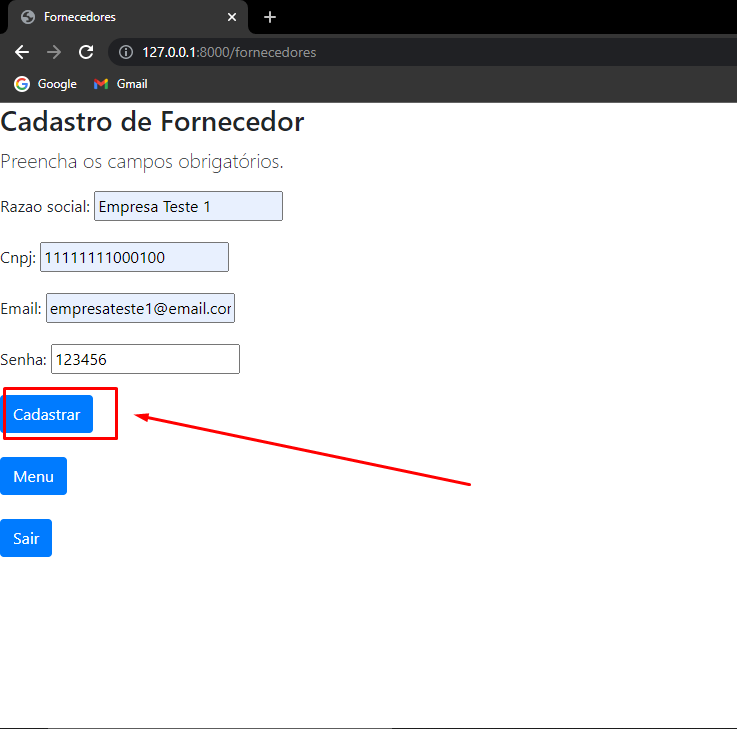 Fornecedores
127.0.0.1:8000/fornecedores
Google Gmail
Cadastro de Fornecedor
Preencha os campos obrigatórios.
Razao social: Empresa Teste 1
Cnpj: 11111111000100
Email: empresateste1@email.cor
Senha: 123456
Cadastrar
Menu
Sair